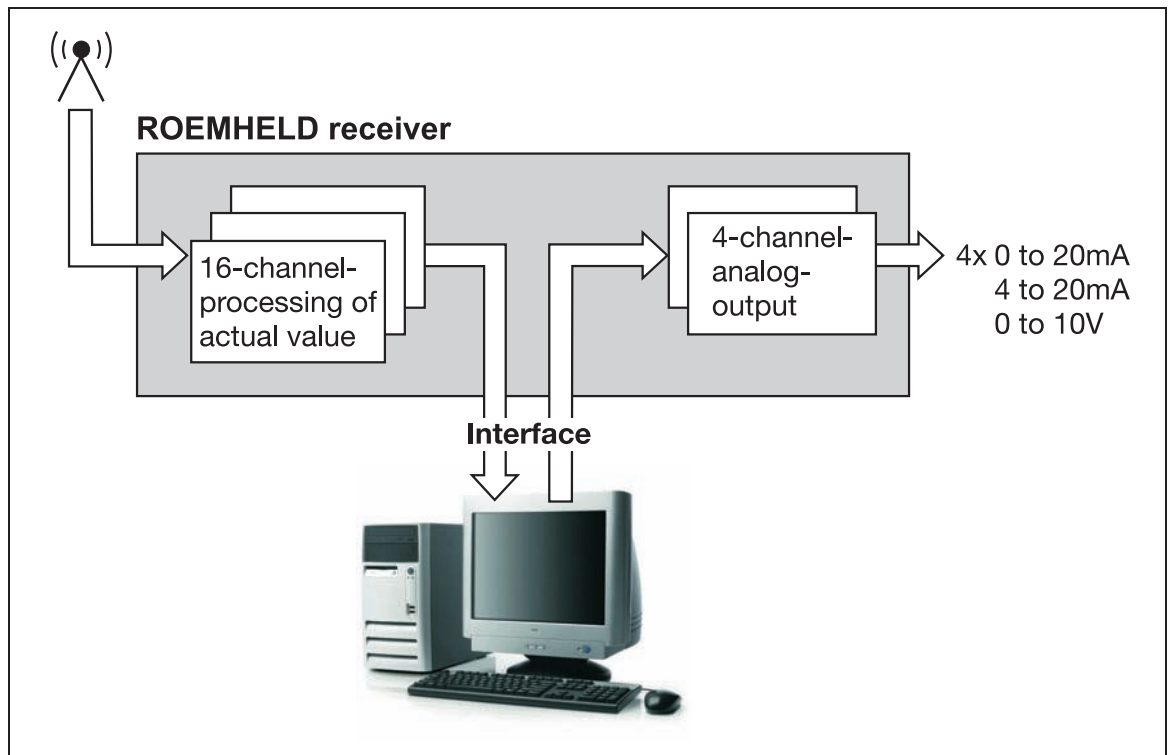 ROEMHELD receiver
16-channel-
processing of
actual value
4-channel-
analog-
output
4x 0 to 20mA
4 to 20mA
0 to 10V
Interface